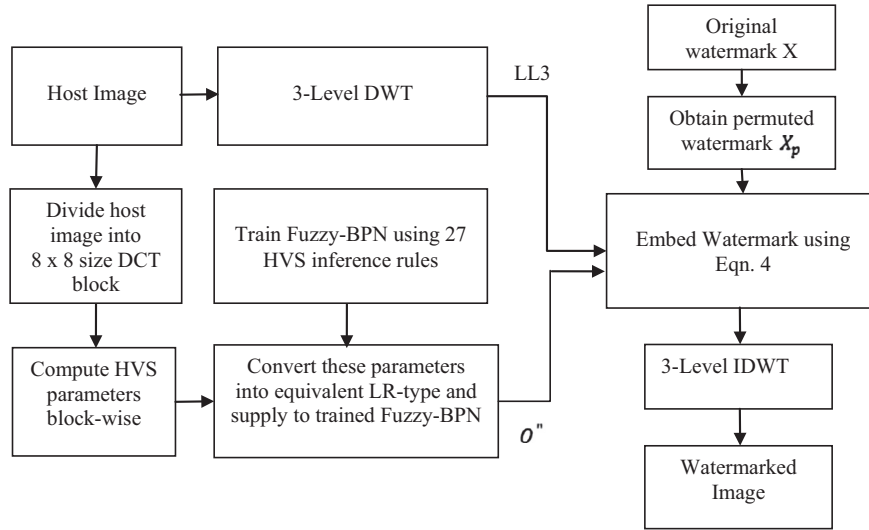 Original
watermark X
Host Image
3-Level DWT
LL3
Obtain permuted
watermark Xp
Divide host
image into
8 x 8 size DCT
block
Train Fuzzy-BPN using 27
HVS inference rules
Embed Watermark using
Eqn. 4
Compute HVS
parameters
block-wise
Convert these parameters
into equivalent LR-type and
supply to trained Fuzzy-BPN
O"
3-Level IDWT
Watermarked
Image